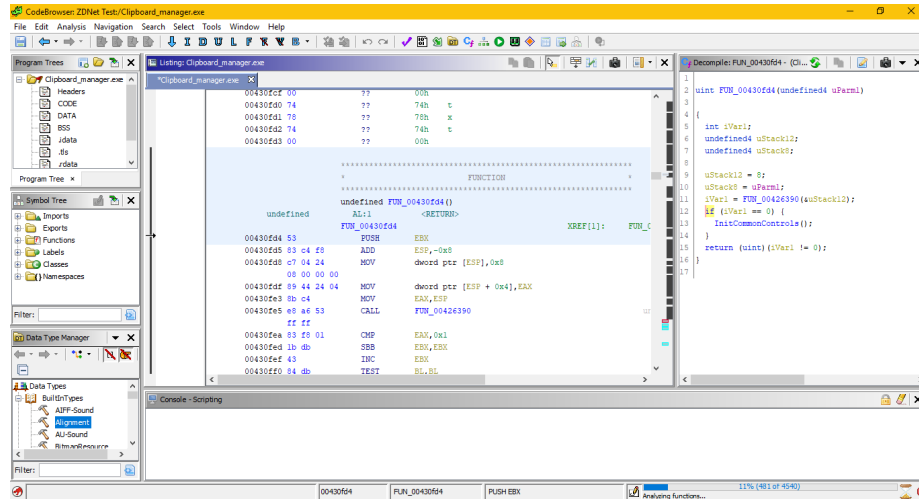 CodeBrowser: ZDNet Test:/Clipboard_manager.exe
File Edit Analysis Navigation Search Select Tools Window Help
I D U L F B
Program Trees
Clipboard_manager.exe
Headers
CODE
DATA
BSS
.idata
.tls
.rdata
Program Tree ×
Symbol Tree
Imports
Exports
Functions
Labels
Classes
Namespaces
Filter:
Data Type Manager
Data Types
BuiltInTypes
AIFF-Sound
Alignment
AU-Sound
BitmapResource
Filter:
Listing: Clipboard_manager.exe
*Clipboard_manager.exe
00430fcf 00 ?? 00h
00430fd0 74 ?? 74h t
00430fd1 78 ?? 78h x
00430fd2 74 ?? 74h t
00430fd3 00 ?? 00h
* FUNCTION *
undefined FUN_00430fd4()
undefined AL:1 <RETURN>
FUN_00430fd4 XREF[1]: FUN_0
00430fd4 53 PUSH EBX
00430fd5 83 c4 f8 ADD ESP,-0x8
00430fd8 c7 04 24 MOV dword ptr [ESP],0x8
08 00 00 00
00430fdf 89 44 24 04 MOV dword ptr [ESP + 0x4],EAX
00430fe3 8b c4 MOV EAX,ESP
00430fe5 e8 a6 53 CALL FUN_00426390
ff ff
00430fea 83 f8 01 CMP EAX,0x1
00430fed 1b db SBB EBX,EBX
00430fef 43 INC EBX
00430ff0 84 db TEST BL,BL
Decompile: FUN_00430fd4 - (Cli...
1
2 uint FUN_00430fd4(undefined4 uParm1)
3
4 {
5 int iVar1;
6 undefined4 uStack12;
7 undefined4 uStack8;
8
9 uStack12 = 8;
10 uStack8 = uParm1;
11 iVar1 = FUN_00426390(&uStack12);
12 if (iVar1 == 0) {
13 InitCommonControls();
14 }
15 return (uint)(iVar1 != 0);
16 }
17
Console - Scripting
00430fd4 FUN_00430fd4 PUSH EBX
11% (481 of 4540)
Analyzing functions...